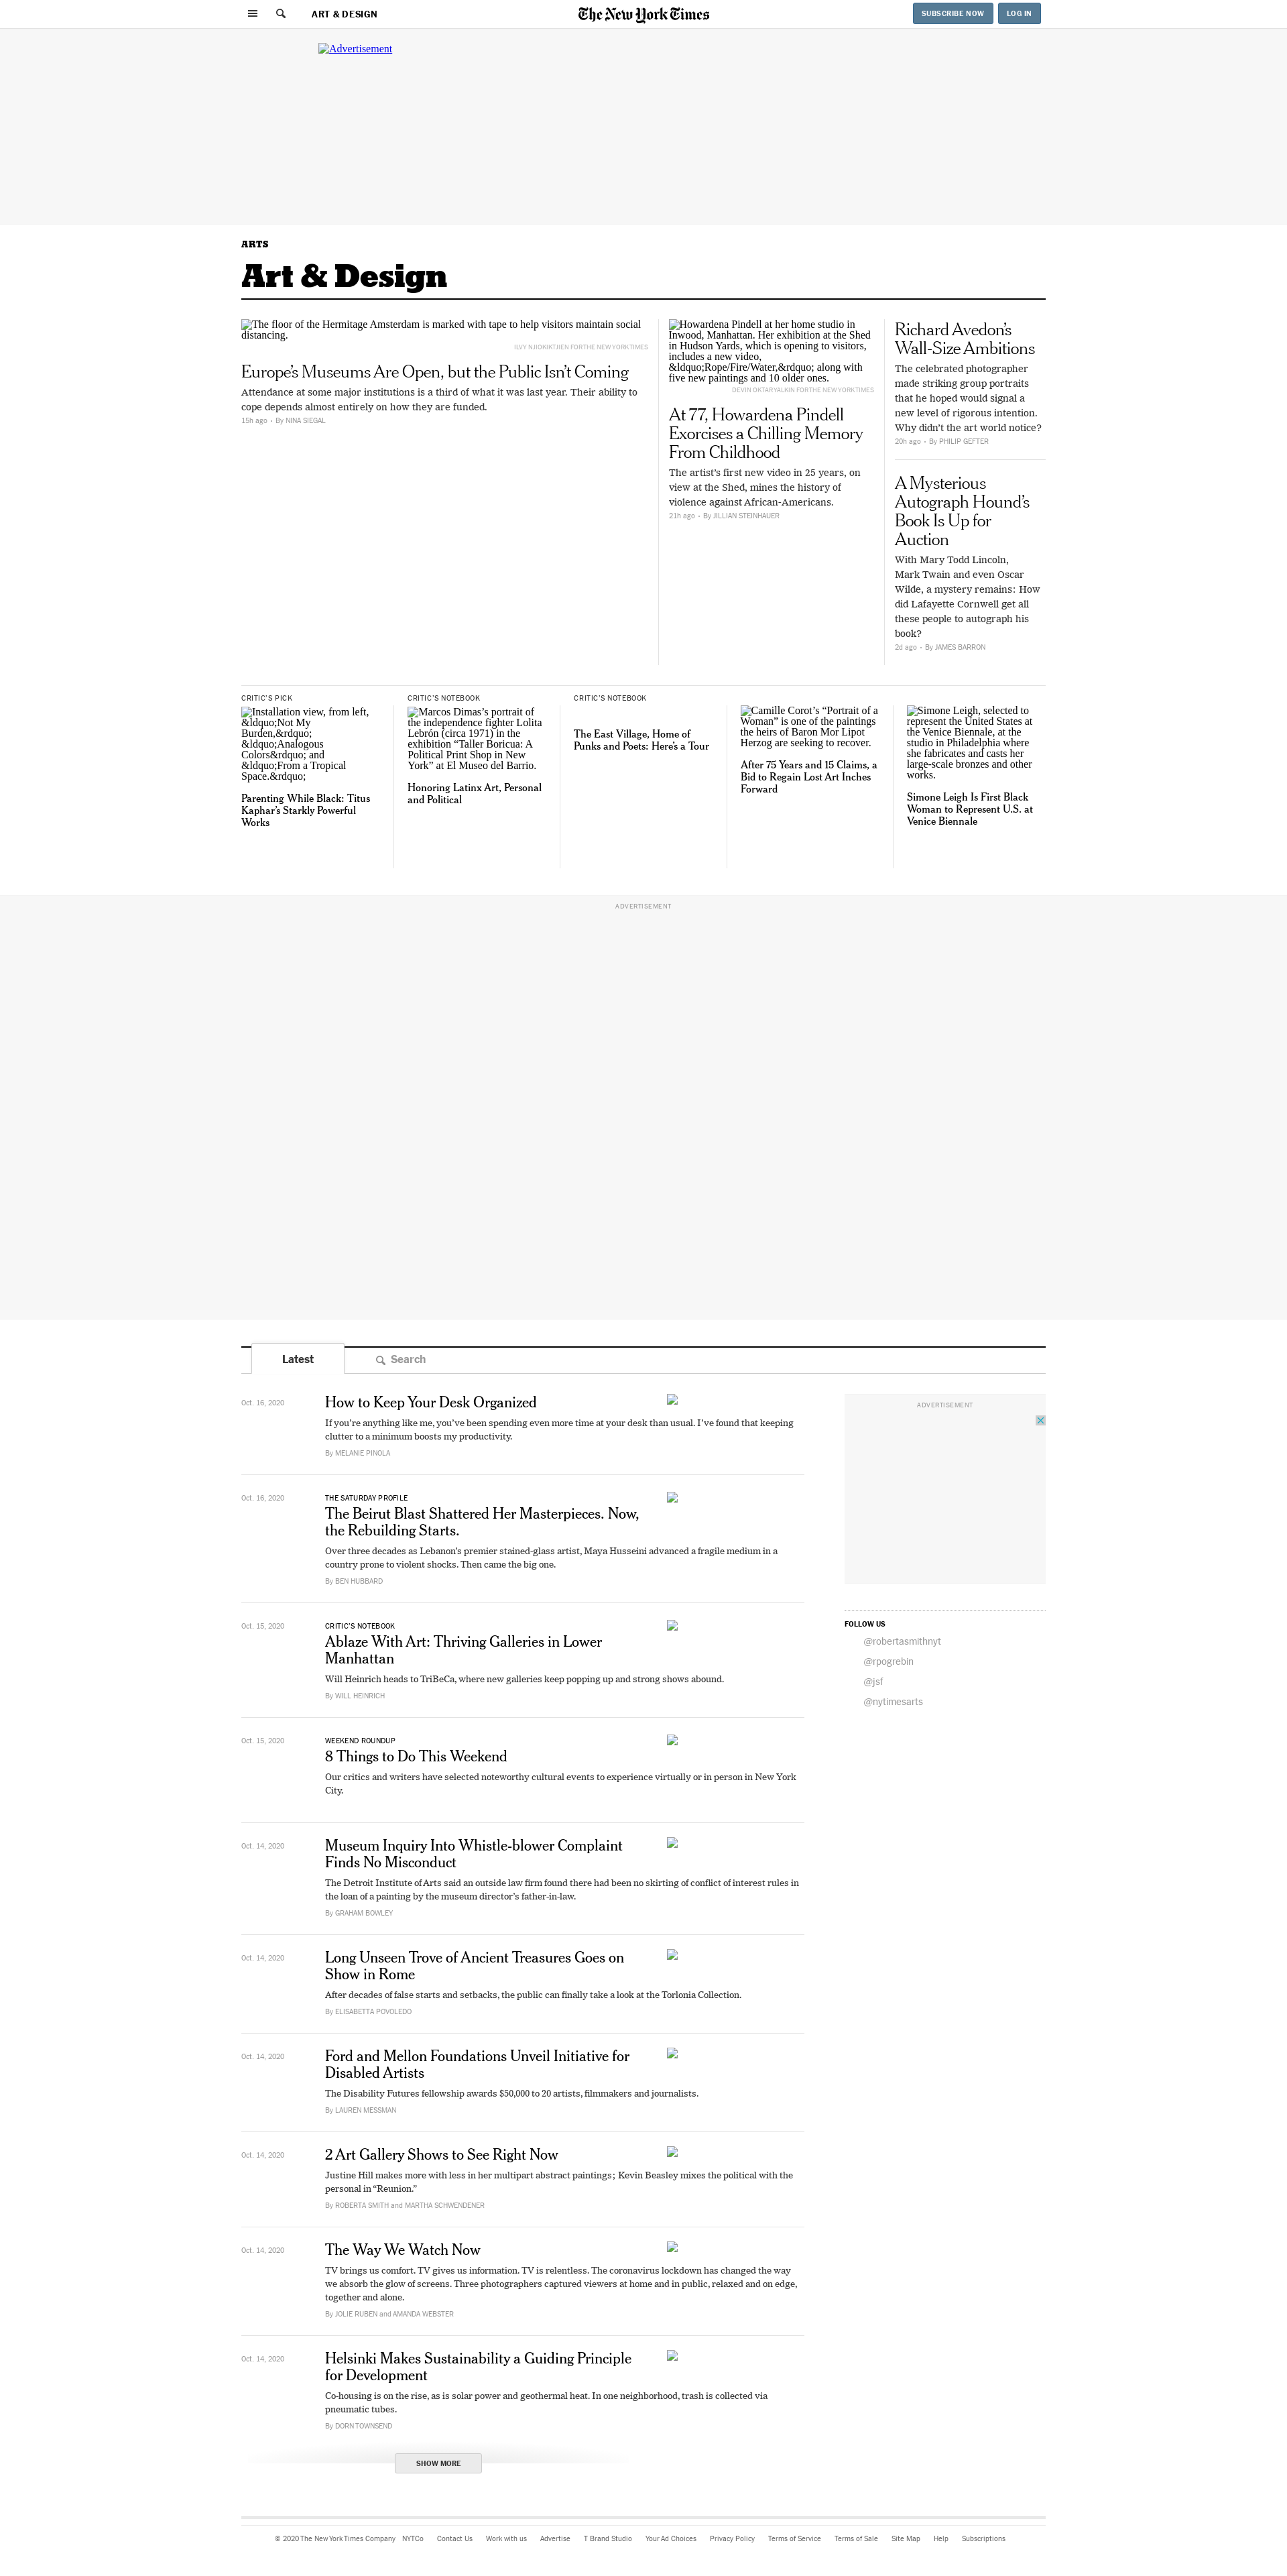 ART & DESIGN
The New York Times
SUBSCRIBE NOW
LOG IN
Advertisement
ARTS
Art & Design
The floor of the Hermitage Amsterdam is marked with tape to help visitors maintain social
distancing.
ILVY NJIOKIKTJIEN FOR THE NEW YORK TIMES
Europe’s Museums Are Open, but the Public Isn’t Coming
Attendance at some major institutions is a third of what it was last year. Their ability to
cope depends almost entirely on how they are funded.
15h ago • By NINA SIEGAL
Howardena Pindell at her home studio in
Inwood, Manhattan. Her exhibition at the Shed
in Hudson Yards, which is opening to visitors,
includes a new video,
&ldquo;Rope/Fire/Water,&rdquo; along with
five new paintings and 10 older ones.
DEVIN OKTAR YALKIN FOR THE NEW YORK TIMES
At 77, Howardena Pindell
Exorcises a Chilling Memory
From Childhood
The artist’s first new video in 25 years, on
view at the Shed, mines the history of
violence against African-Americans.
21h ago • By JILLIAN STEINHAUER
Richard Avedon’s
Wall-Size Ambitions
The celebrated photographer
made striking group portraits
that he hoped would signal a
new level of rigorous intention.
Why didn’t the art world notice?
20h ago • By PHILIP GEFTER
A Mysterious
Autograph Hound’s
Book Is Up for
Auction
With Mary Todd Lincoln,
Mark Twain and even Oscar
Wilde, a mystery remains: How
did Lafayette Cornwell get all
these people to autograph his
book?
2d ago • By JAMES BARRON
CRITIC’S PICK
Installation view, from left,
&ldquo;Not My
Burden,&rdquo;
&ldquo;Analogous
Colors&rdquo; and
&ldquo;From a Tropical
Space.&rdquo;
Parenting While Black: Titus
Kaphar’s Starkly Powerful
Works
CRITIC’S NOTEBOOK
Marcos Dimas’s portrait of
the independence fighter Lolita
Lebrón (circa 1971) in the
exhibition “Taller Boricua: A
Political Print Shop in New
York” at El Museo del Barrio.
Honoring Latinx Art, Personal
and Political
CRITIC’S NOTEBOOK
The East Village, Home of
Punks and Poets: Here’s a Tour
Camille Corot’s “Portrait of a
Woman” is one of the paintings
the heirs of Baron Mor Lipot
Herzog are seeking to recover.
After 75 Years and 15 Claims, a
Bid to Regain Lost Art Inches
Forward
Simone Leigh, selected to
represent the United States at
the Venice Biennale, at the
studio in Philadelphia where
she fabricates and casts her
large-scale bronzes and other
works.
Simone Leigh Is First Black
Woman to Represent U.S. at
Venice Biennale
ADVERTISEMENT
Latest
Search
Oct. 16, 2020
How to Keep Your Desk Organized
If you’re anything like me, you’ve been spending even more time at your desk than usual. I’ve found that keeping
clutter to a minimum boosts my productivity.
By MELANIE PINOLA
Oct. 16, 2020
THE SATURDAY PROFILE
The Beirut Blast Shattered Her Masterpieces. Now,
the Rebuilding Starts.
Over three decades as Lebanon’s premier stained-glass artist, Maya Husseini advanced a fragile medium in a
country prone to violent shocks. Then came the big one.
By BEN HUBBARD
Oct. 15, 2020
CRITIC’S NOTEBOOK
Ablaze With Art: Thriving Galleries in Lower
Manhattan
Will Heinrich heads to TriBeCa, where new galleries keep popping up and strong shows abound.
By WILL HEINRICH
Oct. 15, 2020
WEEKEND ROUNDUP
8 Things to Do This Weekend
Our critics and writers have selected noteworthy cultural events to experience virtually or in person in New York
City.
Oct. 14, 2020
Museum Inquiry Into Whistle-blower Complaint
Finds No Misconduct
The Detroit Institute of Arts said an outside law firm found there had been no skirting of conflict of interest rules in
the loan of a painting by the museum director’s father-in-law.
By GRAHAM BOWLEY
Oct. 14, 2020
Long Unseen Trove of Ancient Treasures Goes on
Show in Rome
After decades of false starts and setbacks, the public can finally take a look at the Torlonia Collection.
By ELISABETTA POVOLEDO
Oct. 14, 2020
Ford and Mellon Foundations Unveil Initiative for
Disabled Artists
The Disability Futures fellowship awards $50,000 to 20 artists, filmmakers and journalists.
By LAUREN MESSMAN
Oct. 14, 2020
2 Art Gallery Shows to See Right Now
Justine Hill makes more with less in her multipart abstract paintings; Kevin Beasley mixes the political with the
personal in “Reunion.”
By ROBERTA SMITH and MARTHA SCHWENDENER
Oct. 14, 2020
The Way We Watch Now
TV brings us comfort. TV gives us information. TV is relentless. The coronavirus lockdown has changed the way
we absorb the glow of screens. Three photographers captured viewers at home and in public, relaxed and on edge,
together and alone.
By JOLIE RUBEN and AMANDA WEBSTER
Oct. 14, 2020
Helsinki Makes Sustainability a Guiding Principle
for Development
Co-housing is on the rise, as is solar power and geothermal heat. In one neighborhood, trash is collected via
pneumatic tubes.
By DORN TOWNSEND
SHOW MORE
ADVERTISEMENT
FOLLOW US
@robertasmithnyt
@rpogrebin
@jsf
@nytimesarts
© 2020 The New York Times Company NYTCo Contact Us Work with us Advertise T Brand Studio Your Ad Choices Privacy Policy Terms of Service Terms of Sale Site Map Help Subscriptions